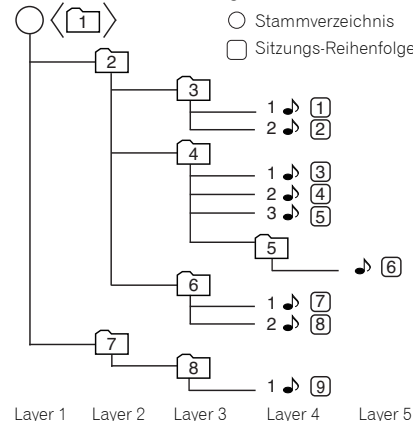 1
Stammverzeichnis
Sitzungs-Reihenfolge
2
3
1 ♪ 1
2 ♪ 2
4
1 ♪ 3
2 ♪ 4
3 ♪ 5
5
♪ 6
6
1 ♪ 7
2 ♪ 8
7
8
1 ♪ 9
Layer 1 Layer 2 Layer 3 Layer 4 Layer 5